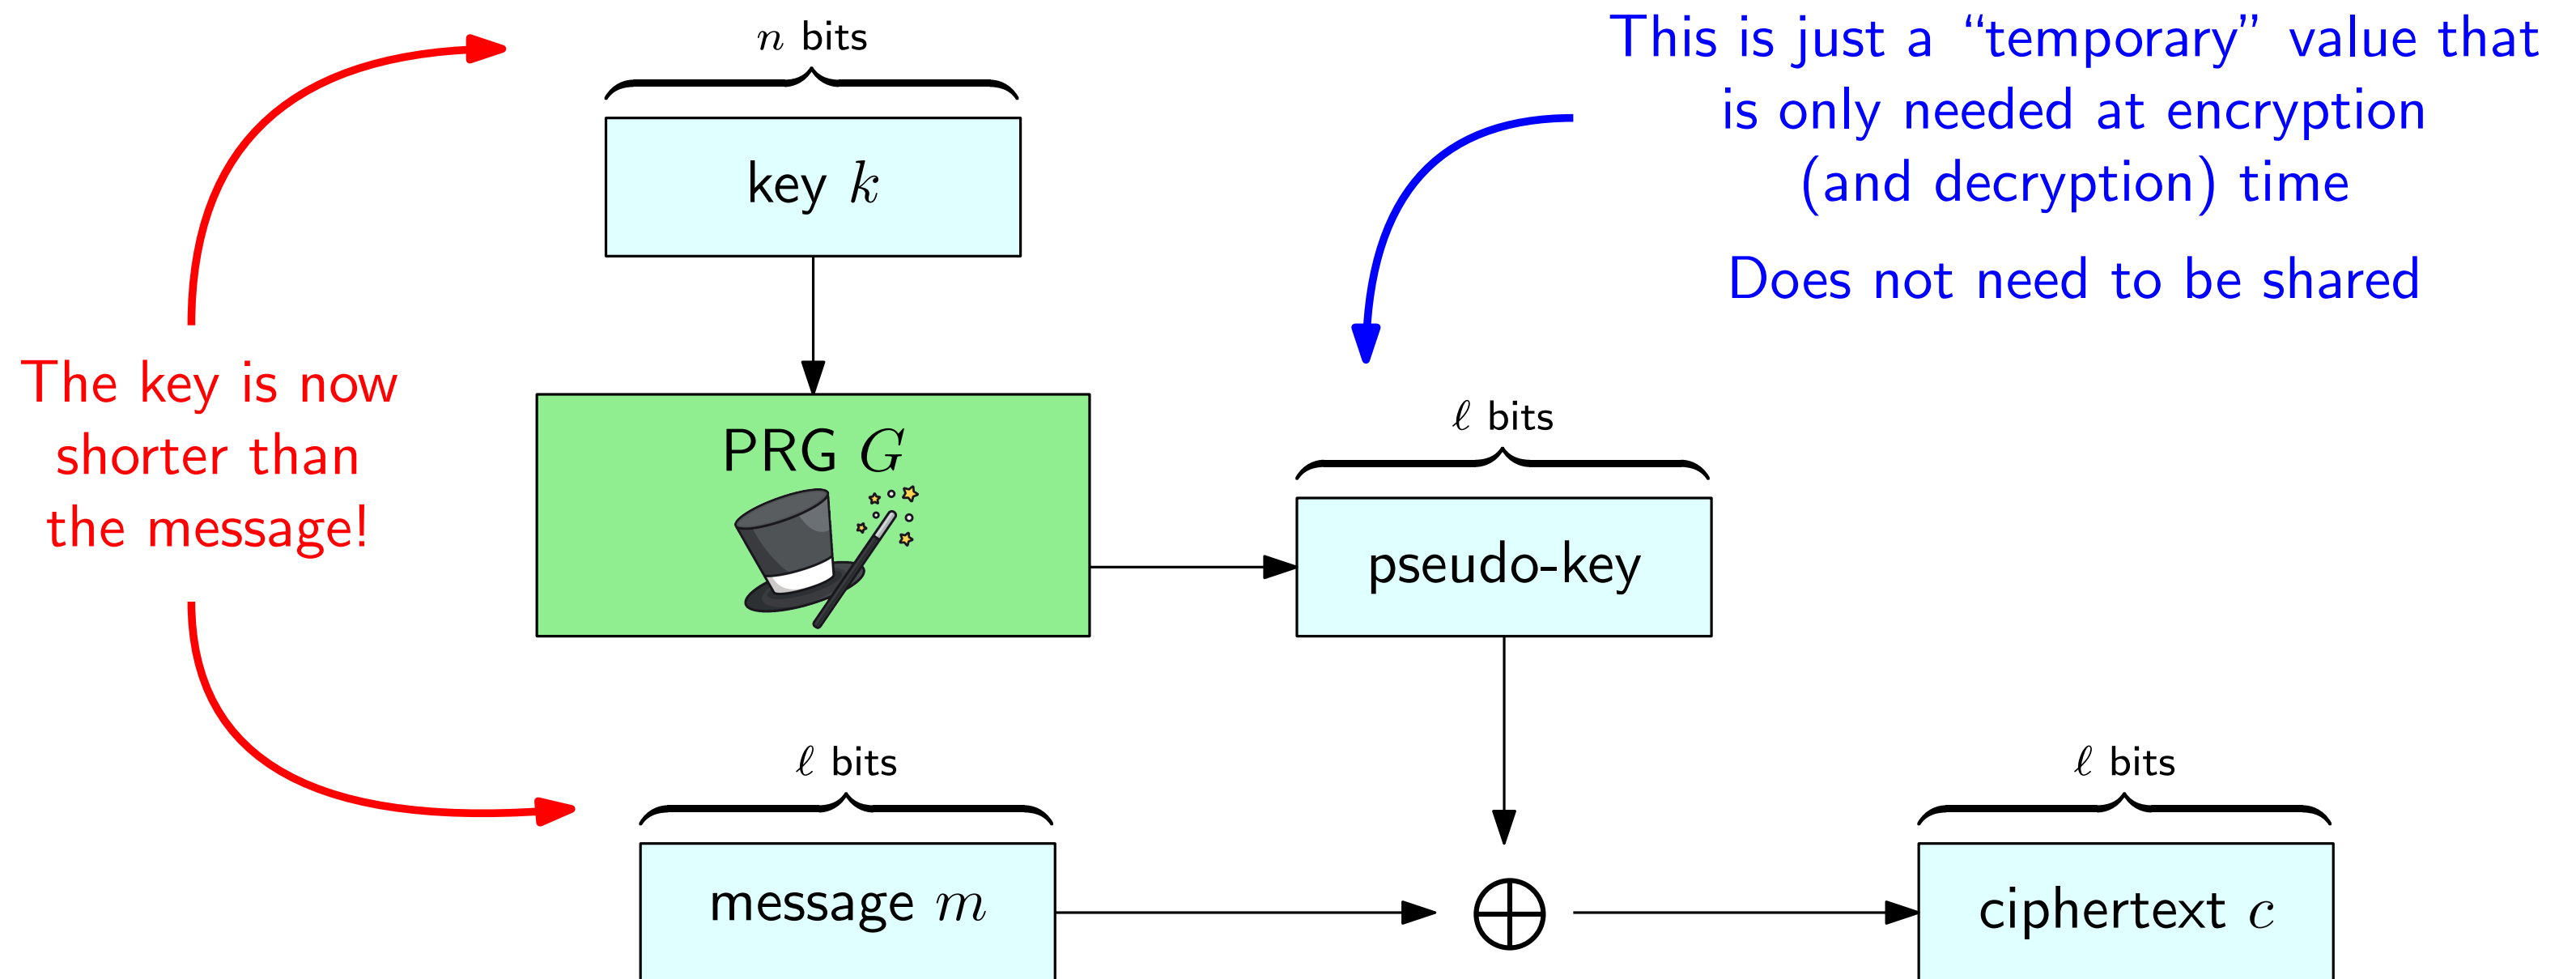 n bits
key k
This is just a “temporary” value that
is only needed at encryption
(and decryption) time
Does not need to be shared
The key is now
shorter than
the message!
PRG G
ℓ bits
pseudo-key
ℓ bits
message m
⊕
ℓ bits
ciphertext c